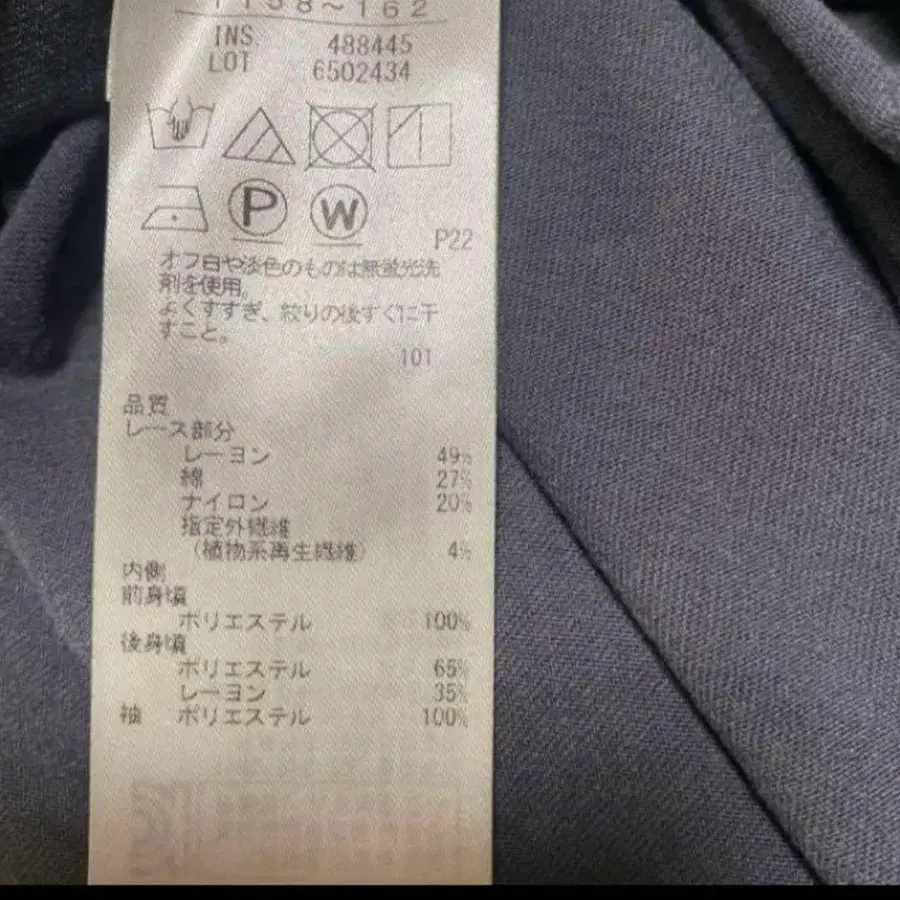 T158～162
INS. 488445
LOT 6502434
P W
P22
オフ白や淡色のものは無蛍光洗
剤を使用。
よくすすぎ、絞りの後すぐに干
すこと。
101
品質
レース部分
レーヨン 49%
綿 27%
ナイロン 20%
指定外繊維
（植物系再生繊維） 4%
内側
前身頃
ポリエステル 100%
後身頃
ポリエステル 65%
レーヨン 35%
袖 ポリエステル 100%